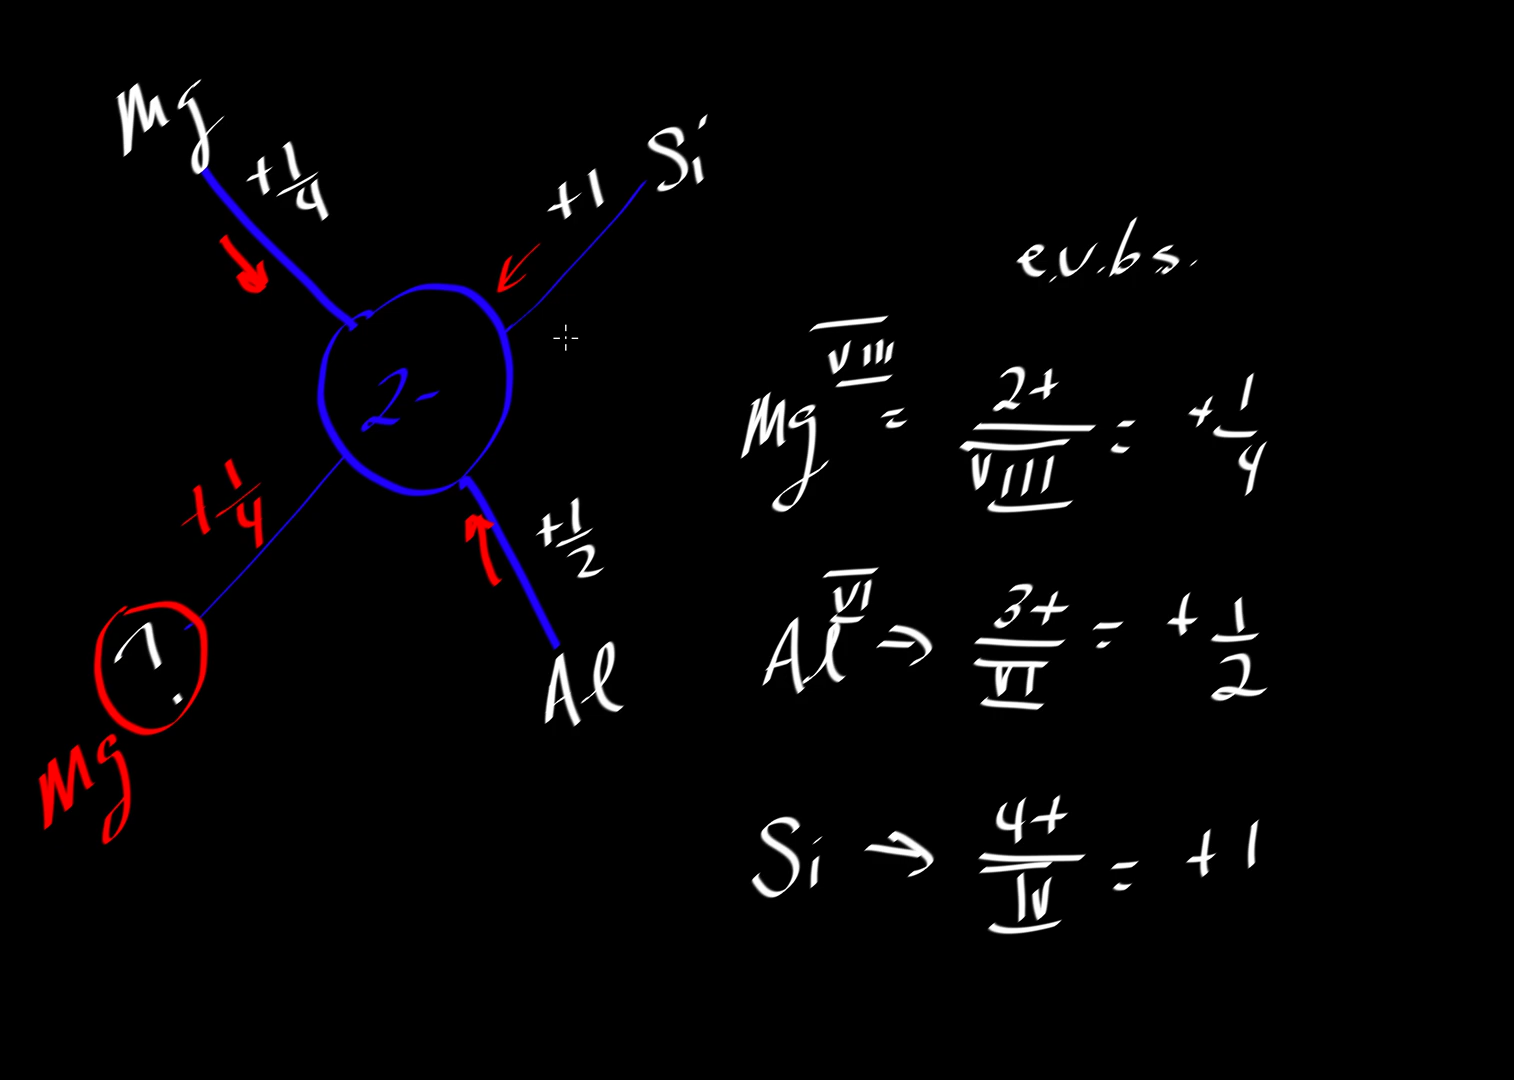 Mg
+1/4
+1
Si
2-
+1/4
+1/2
?
Mg
Al
e.v.b.s.
Mg VIII = 2+/VIII = +1/4
Al VI → 3+/VI = +1/2
Si → 4+/IV = +1